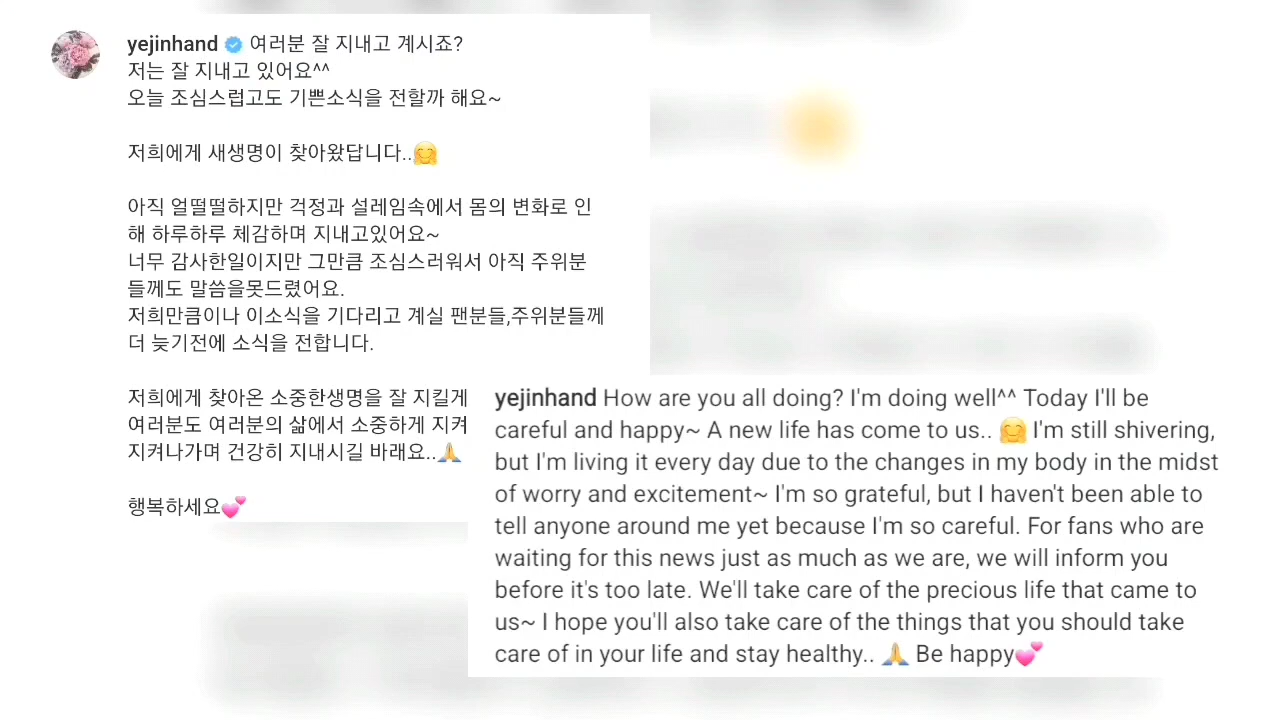 yejinhand 여러분 잘 지내고 계시죠?
저는 잘 지내고 있어요^^
오늘 조심스럽고도 기쁜소식을 전할까 해요~
저희에게 새생명이 찾아왔답니다..🤗
아직 얼떨떨하지만 걱정과 설레임속에서 몸의 변화로 인
해 하루하루 체감하며 지내고있어요~
너무 감사한일이지만 그만큼 조심스러워서 아직 주위분
들께도 말씀을못드렸어요.
저희만큼이나 이소식을 기다리고 계실 팬분들,주위분들께
더 늦기전에 소식을 전합니다.
저희에게 찾아온 소중한생명을 잘 지킬게
여러분도 여러분의 삶에서 소중하게 지켜
지켜나가며 건강히 지내시길 바래요..🙏
행복하세요💕
yejinhand How are you all doing? I'm doing well^^ Today I'll be
careful and happy~ A new life has come to us.. 🤗 I'm still shivering,
but I'm living it every day due to the changes in my body in the midst
of worry and excitement~ I'm so grateful, but I haven't been able to
tell anyone around me yet because I'm so careful. For fans who are
waiting for this news just as much as we are, we will inform you
before it's too late. We'll take care of the precious life that came to
us~ I hope you'll also take care of the things that you should take
care of in your life and stay healthy.. 🙏 Be happy💕